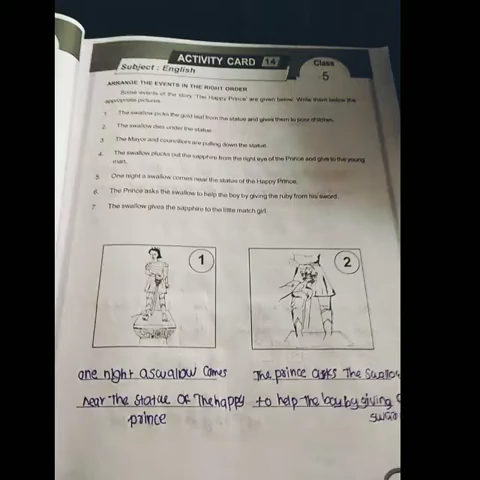 ACTIVITY CARD 14
Subject : English
Class
5
ARRANGE THE EVENTS IN THE RIGHT ORDER
Some events of the story 'The Happy Prince' are given below. Write them below the
appropriate pictures.
1. The swallow picks the gold leaf from the statue and gives them to poor children.
2. The swallow dies under the statue.
3. The Mayor and councillors are pulling down the statue.
4. The swallow plucks out the sapphire from the right eye of the Prince and give to the young
man.
5. One night a swallow comes near the statue of the Happy Prince.
6. The Prince asks the swallow to help the boy by giving the ruby from his sword.
7. The swallow gives the sapphire to the little match girl.
1
2
one night a swallow comes
near the statue of The happy
prince
The prince asks The swallow
to help the boy by giving